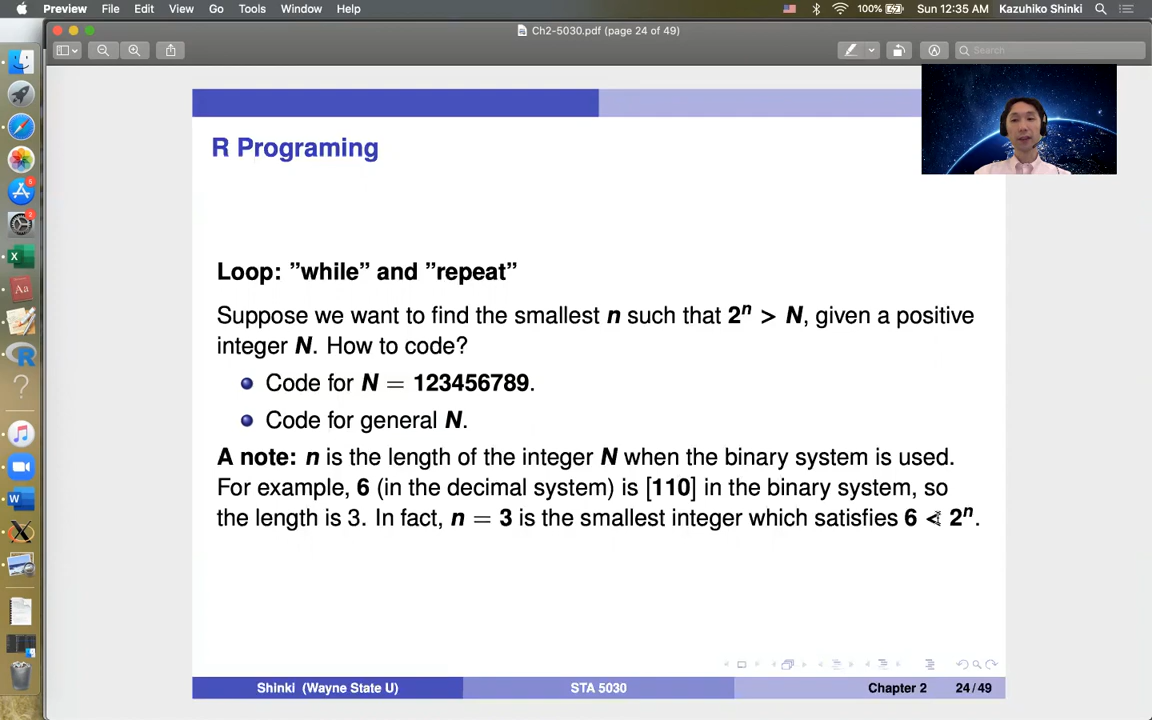 Preview File Edit View Go Tools Window Help 100% Sun 12:35 AM Kazuhiko Shinki
Ch2-5030.pdf (page 24 of 49)
Search
R Programing
Loop: ”while” and ”repeat”
Suppose we want to find the smallest n such that 2ⁿ > N, given a positive
integer N. How to code?
Code for N = 123456789.
Code for general N.
A note: n is the length of the integer N when the binary system is used.
For example, 6 (in the decimal system) is [110] in the binary system, so
the length is 3. In fact, n = 3 is the smallest integer which satisfies 6 < 2ⁿ.
Shinki (Wayne State U) STA 5030 Chapter 2 24 / 49